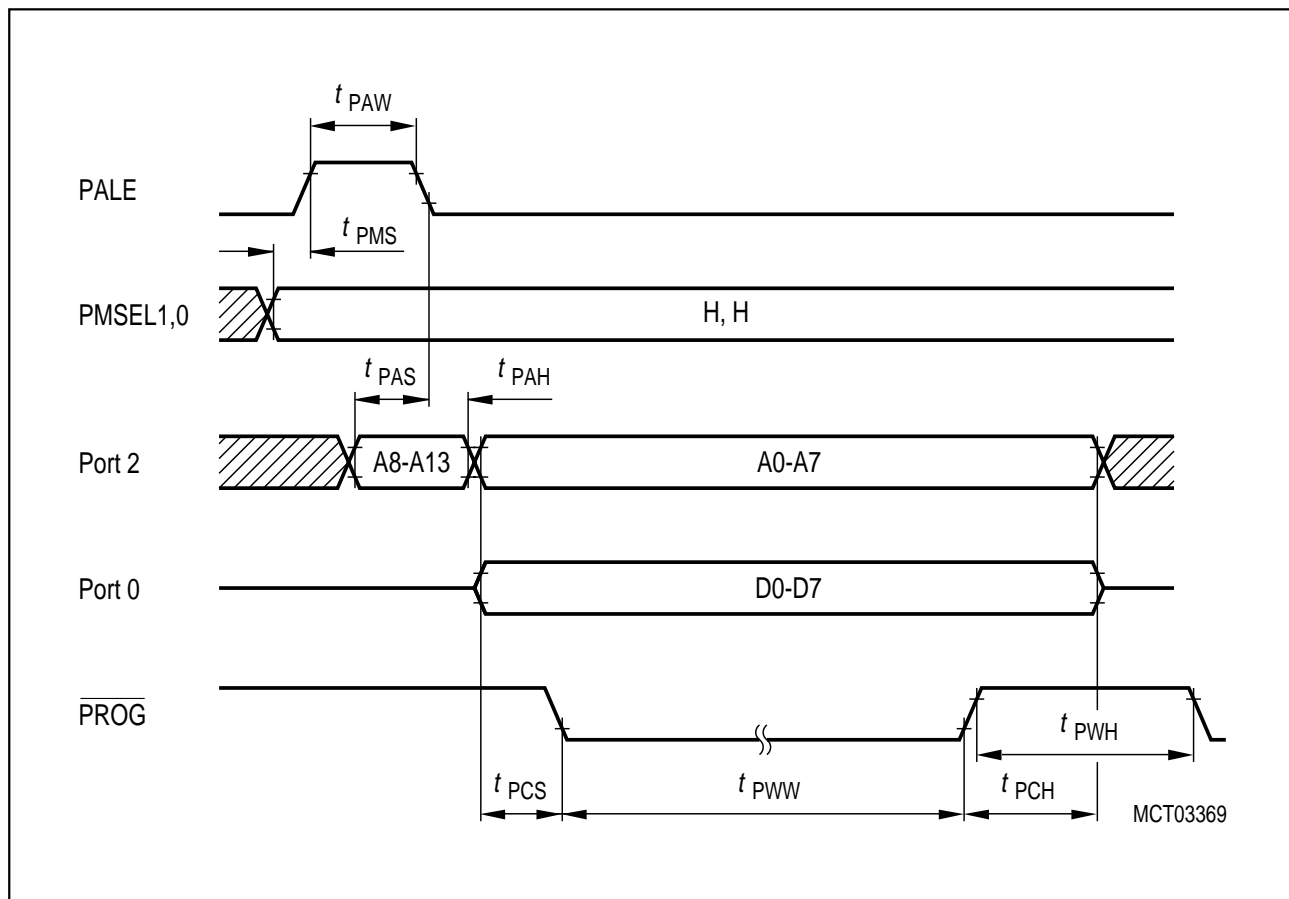 t PAW
PALE
t PMS
PMSEL1,0
H, H
t PAS
t PAH
Port 2
A8-A13
A0-A7
Port 0
D0-D7
PROG
t PWH
t PCS
t PWW
t PCH
MCT03369